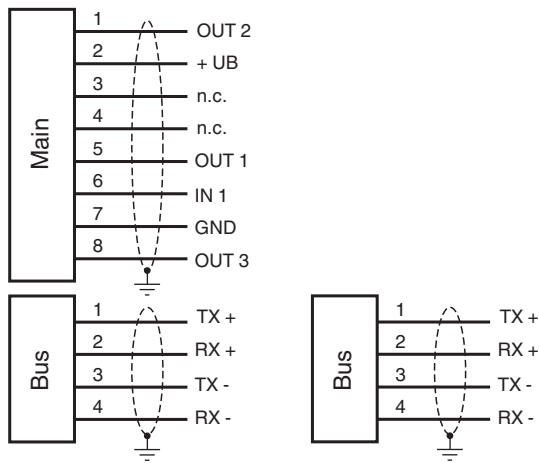 Main
1 OUT 2
2 + UB
3 n.c.
4 n.c.
5 OUT 1
6 IN 1
7 GND
8 OUT 3
Bus
1 TX +
2 RX +
3 TX -
4 RX -
Bus
1 TX +
2 RX +
3 TX -
4 RX -